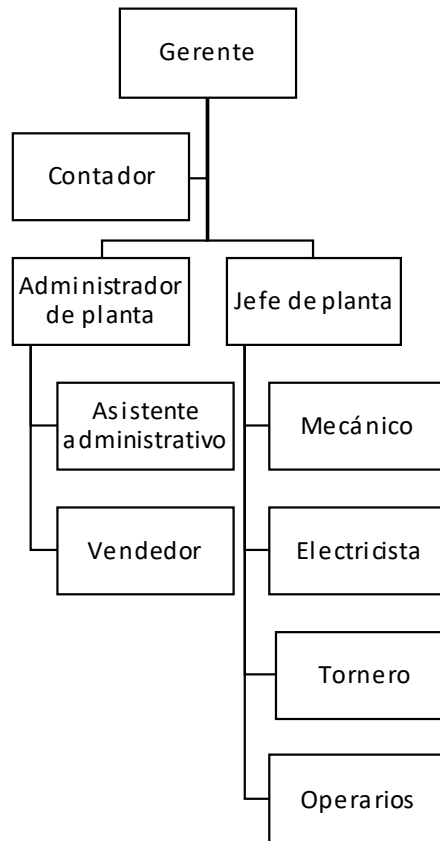 Gerente
Contador
Administrador
de planta
Jefe de planta
Asistente
administrativo
Mecánico
Vendedor
Electricista
Tornero
Operarios